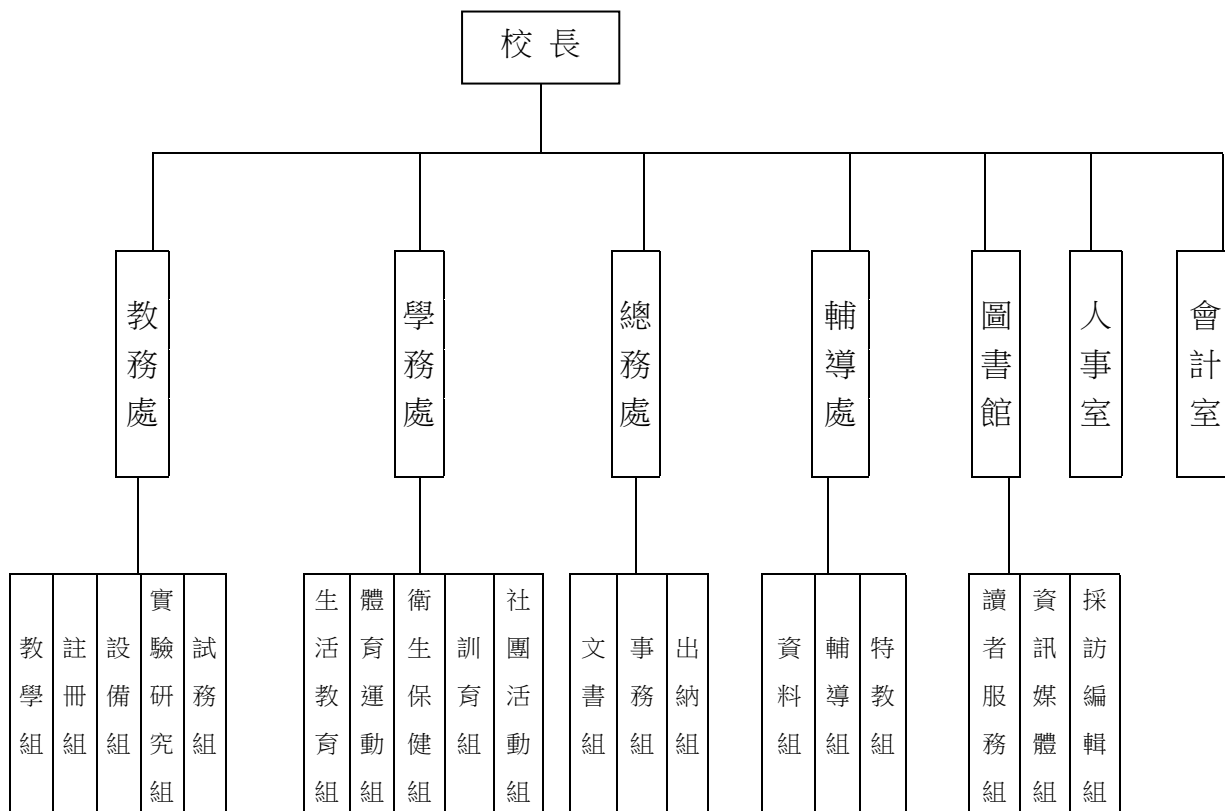 校長
教務處
學務處
總務處
輔導處
圖書館
人事室
會計室
教學組
註冊組
設備組
實驗研究組
試務組
生活教育組
體育運動組
衛生保健組
訓育組
社團活動組
文書組
事務組
出納組
資料組
輔導組
特教組
讀者服務組
資訊媒體組
採訪編輯組